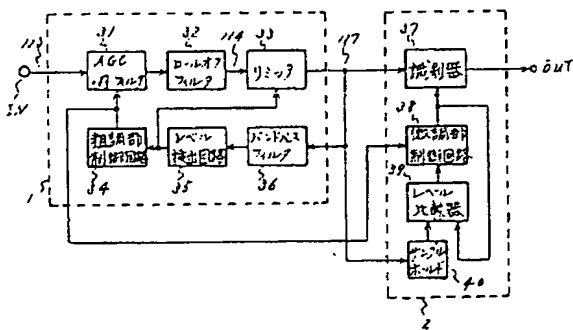 113
IN
31
AGC
√f フィルタ
32
ロールオフ
フィルタ
114
33
リミッタ
117
37
識別器
OUT
粗調部
制御回路
34
レベル
検出回路
35
バンドパス
フィルタ
36
1
38
微調部
制御回路
39
レベル
比較器
サンプル
ホールド
40
2